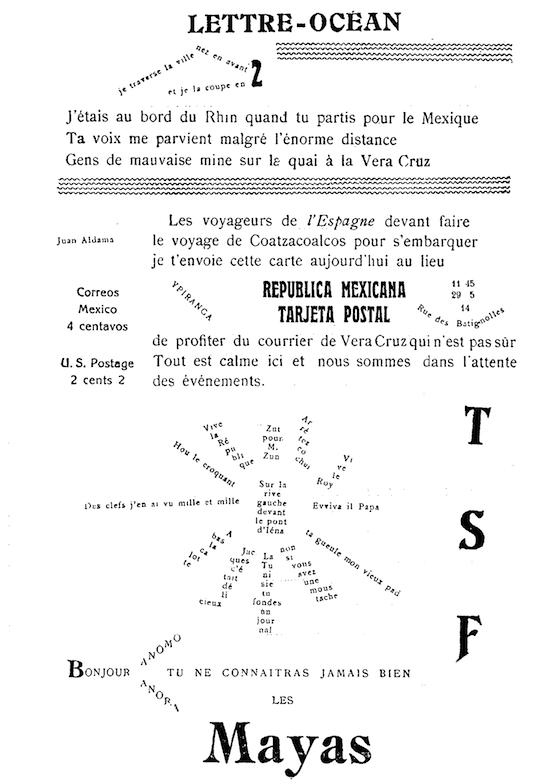 LETTRE-OCÉAN
je traverse la ville
nez en avant
et je la coupe en 2
J'étais au bord du Rhin quand tu partis pour le Mexique
Ta voix me parvient malgré l'énorme distance
Gens de mauvaise mine sur le quai à la Vera Cruz
Juan Aldama
Les voyageurs de l'Espagne devant faire
le voyage de Coatzacoalcos pour s'embarquer
je t'envoie cette carte aujourd'hui au lieu
Correos
Mexico
4 centavos
YPIRANGA
REPUBLICA MEXICANA
TARJETA POSTAL
11 45
29 5
14
Rue des Batignolles
U.S. Postage
2 cents 2
de profiter du courrier de Vera Cruz qui n'est pas sûr
Tout est calme ici et nous sommes dans l'attente
des événements.
T
S
F
Vive
la
Ré
pu
bli
que
Zut
pour
M.
Zun
Ar
rê
tez
co
cher
Vi
ve
le
Roy
Hou le croquant
Des clefs j'en ai vu mille et mille
Sur la
rive
gauche
devant
le pont
d'Iéna
Evviva il Papa
ta gueule mon vieux pad
A
bas
la
ca
lot
te
Jac
ques
c'é
tait
dé
li
cieux
La
Tu
ni
sie
tu
fondes
un
jour
nal
non
si
vous
avez
une
mous
tache
BONJOUR
ANOMO
ANORA
TU NE CONNAITRAS JAMAIS BIEN
LES
Mayas